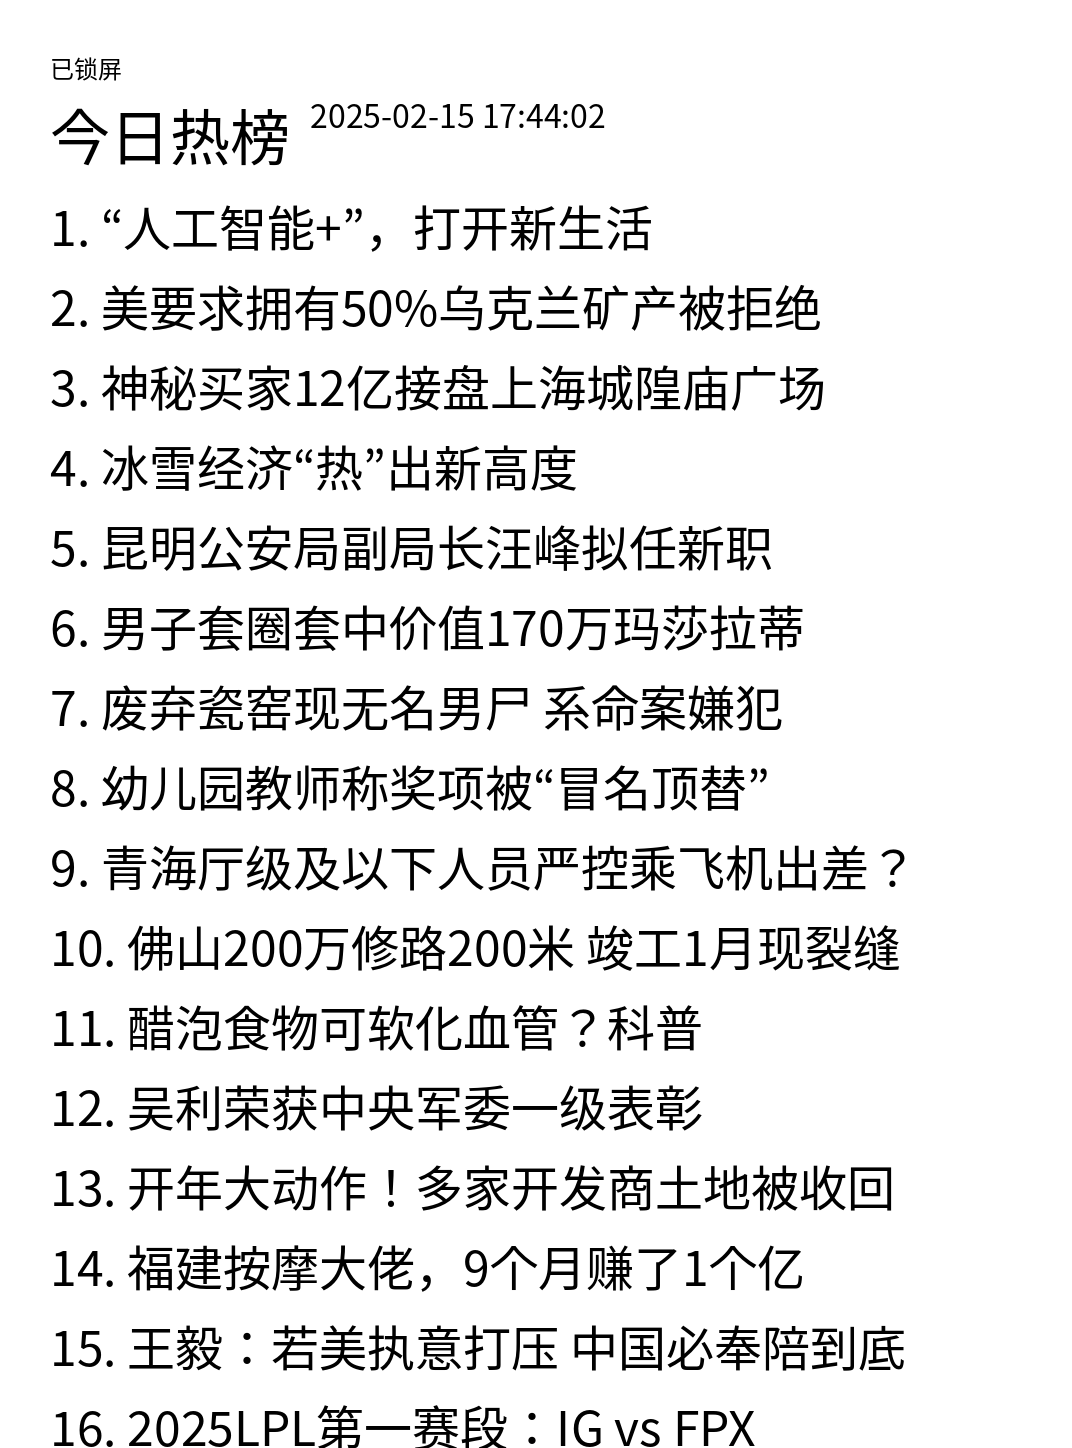 已锁屏
今日热榜 2025-02-15 17:44:02
1. “人工智能+”，打开新生活
2. 美要求拥有50%乌克兰矿产被拒绝
3. 神秘买家12亿接盘上海城隍庙广场
4. 冰雪经济“热”出新高度
5. 昆明公安局副局长汪峰拟任新职
6. 男子套圈套中价值170万玛莎拉蒂
7. 废弃瓷窑现无名男尸 系命案嫌犯
8. 幼儿园教师称奖项被“冒名顶替”
9. 青海厅级及以下人员严控乘飞机出差？
10. 佛山200万修路200米 竣工1月现裂缝
11. 醋泡食物可软化血管？科普
12. 吴利荣获中央军委一级表彰
13. 开年大动作！多家开发商土地被收回
14. 福建按摩大佬，9个月赚了1个亿
15. 王毅：若美执意打压 中国必奉陪到底
16. 2025LPL第一赛段：IG vs FPX